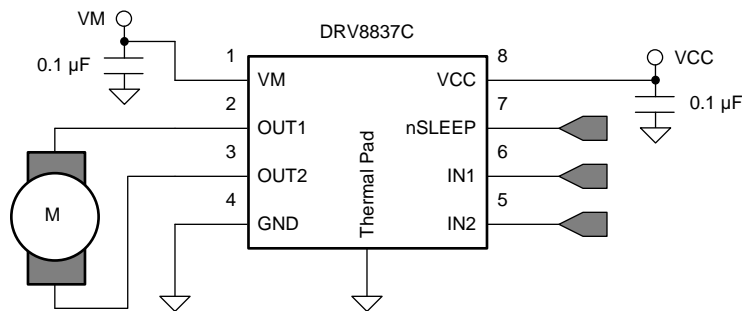 DRV8837C
VM
0.1 µF
1
VM
2
OUT1
3
OUT2
4
GND
M
Thermal Pad
8
VCC
7
nSLEEP
6
IN1
5
IN2
VCC
0.1 µF